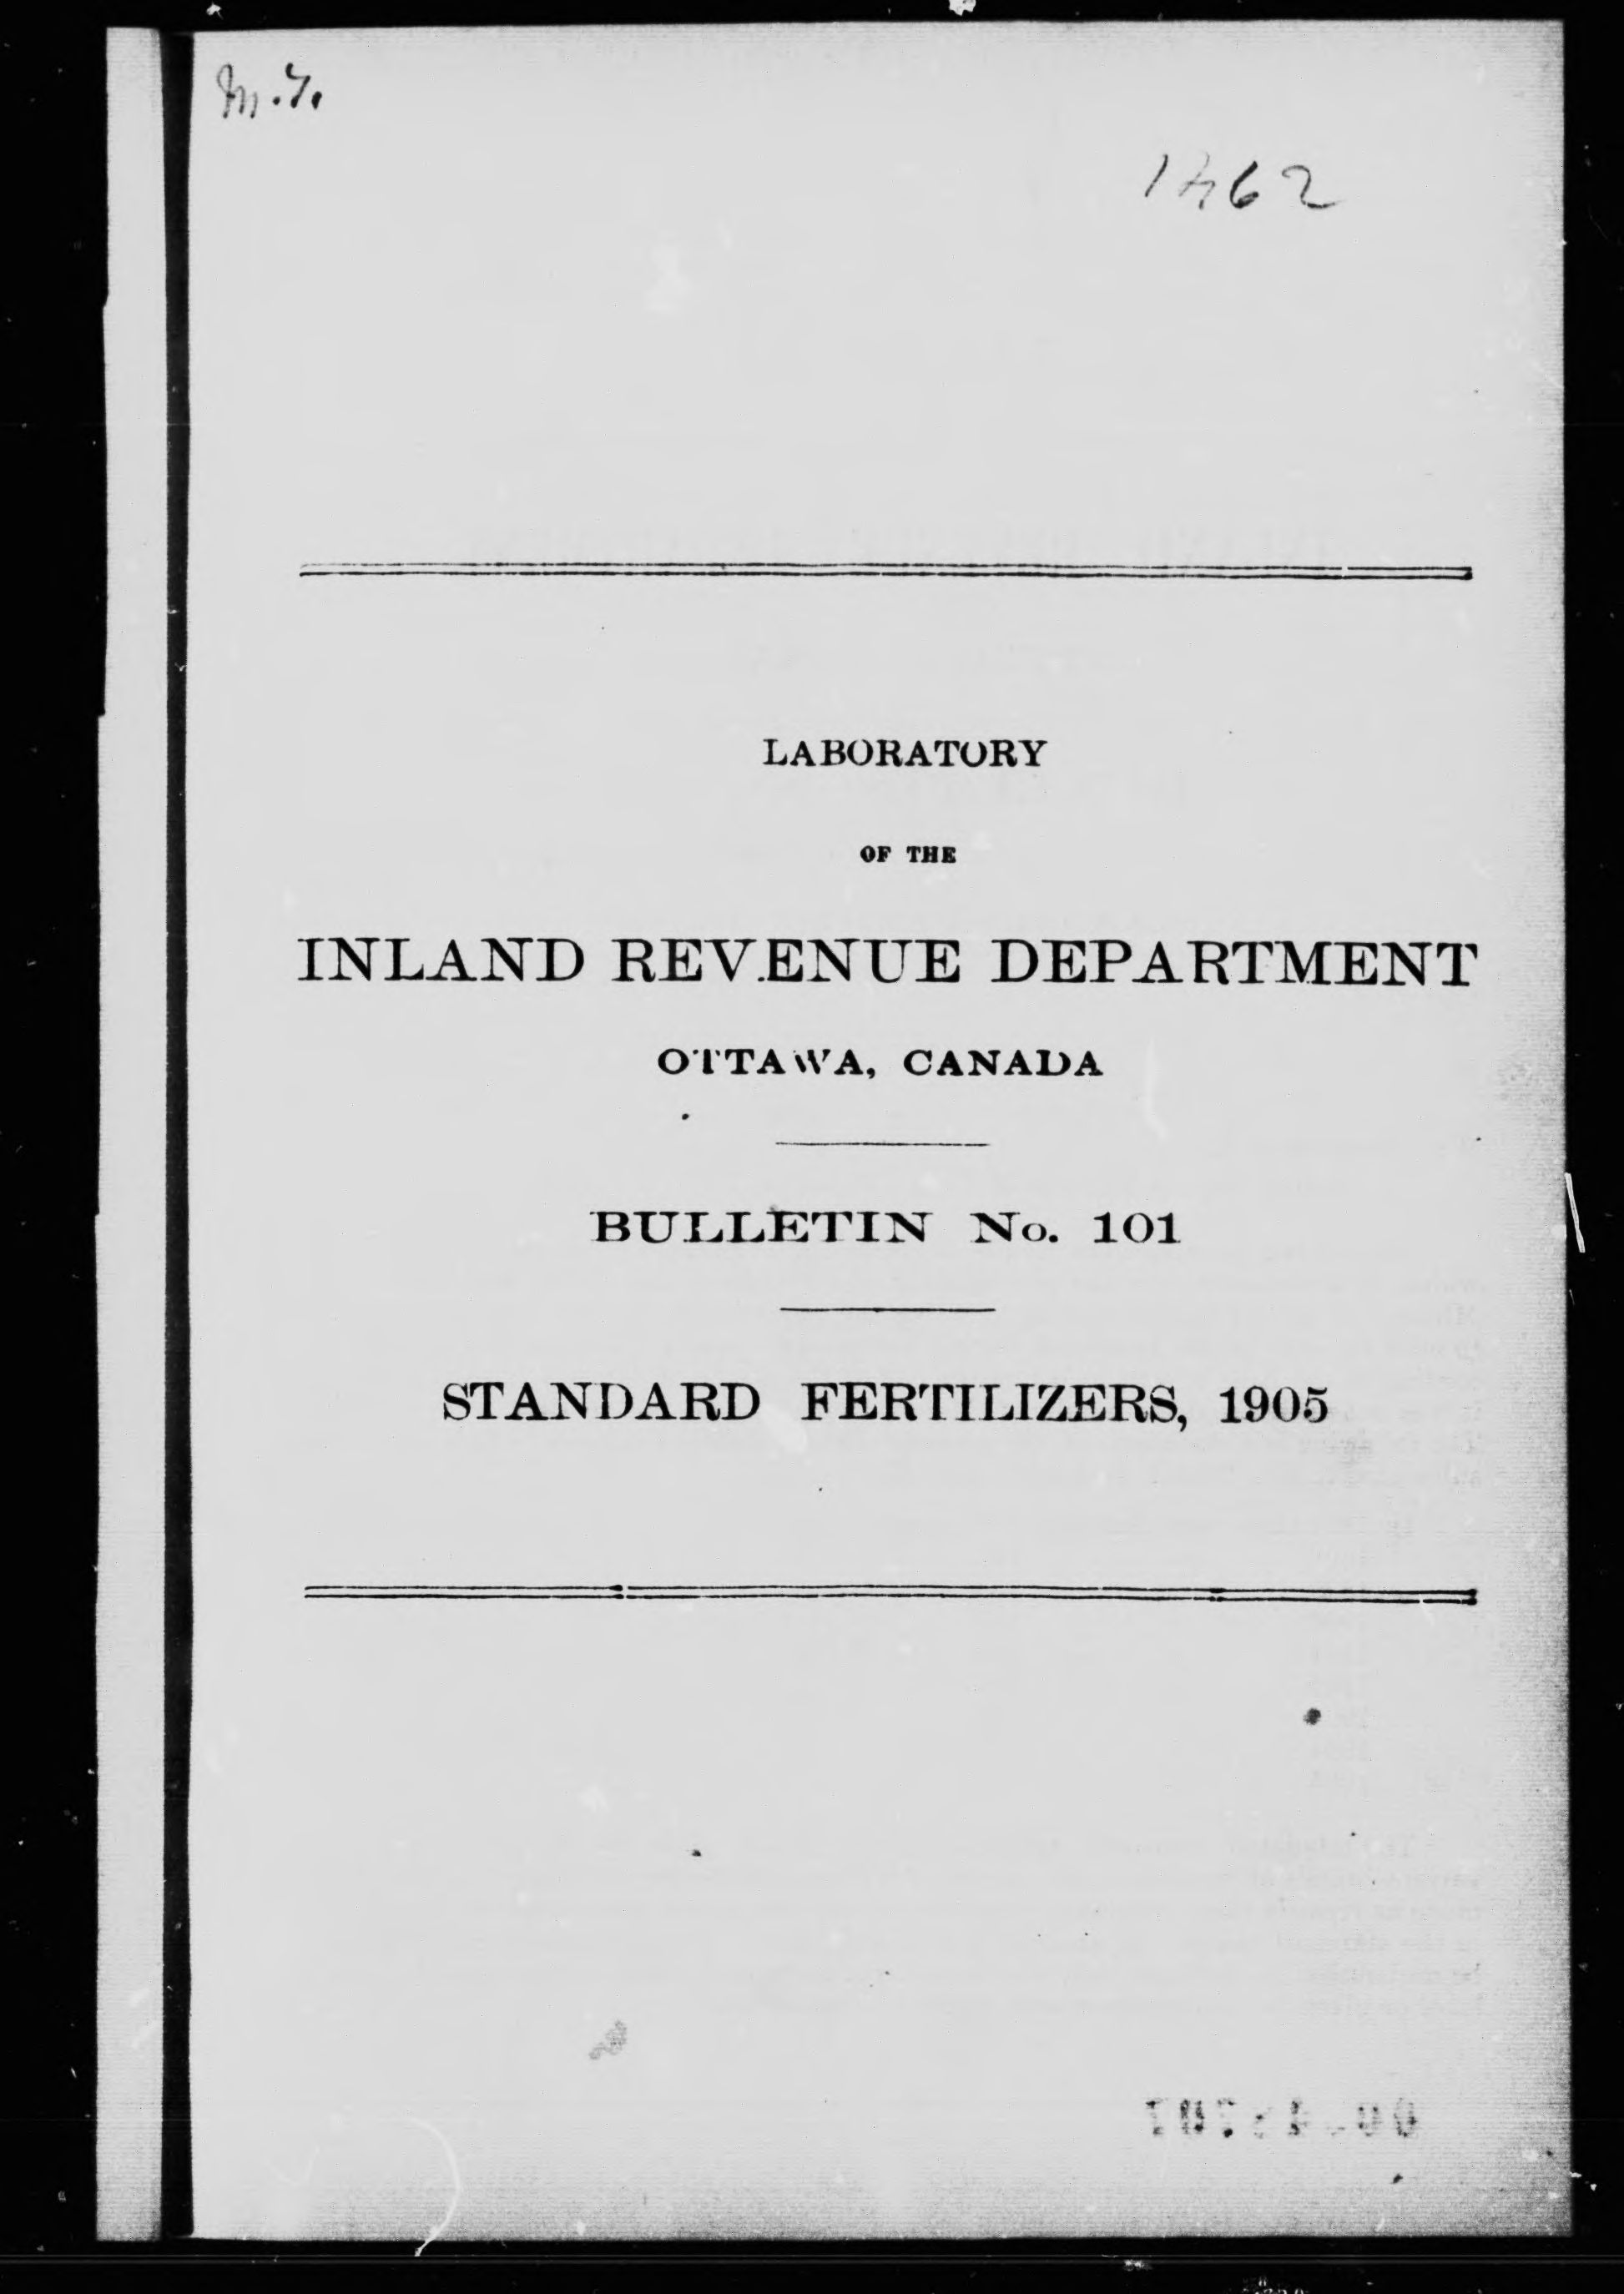 1462
LABORATORY
OF THE
INLAND REVENUE DEPARTMENT
OTTAWA, CANADA
BULLETIN No. 101
STANDARD FERTILIZERS, 1905